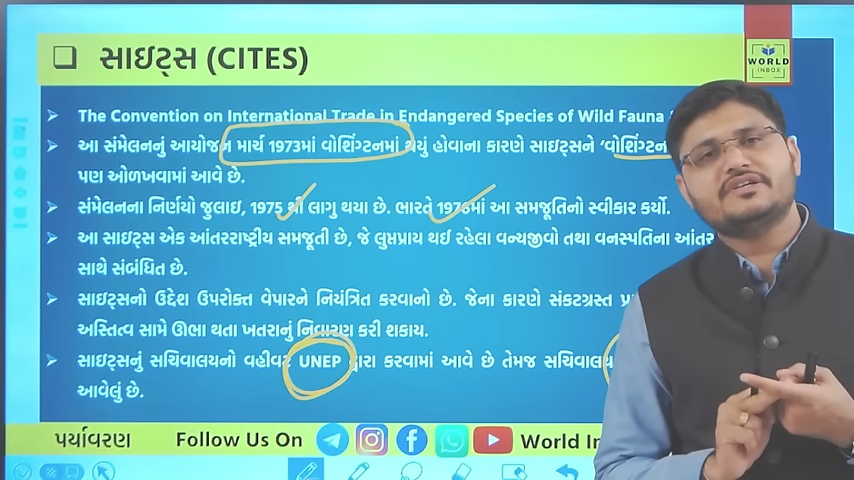 ❑ સાઇટ્સ (CITES)
WORLD
INBOX
➢ The Convention on International Trade in Endangered Species of Wild Fauna
➢ આ સંમેલનનું આયોજન માર્ચ 1973માં વોશિંગ્ટનમાં થયું હોવાના કારણે સાઇટ્સને ‘વોશિંગ્ટન
પણ ઓળખવામાં આવે છે.
➢ સંમેલનના નિર્ણયો જુલાઇ, 1975 થી લાગુ થયા છે. ભારતે 1976માં આ સમજૂતિનો સ્વીકાર કર્યો.
➢ આ સાઇટ્સ એક આંતરરાષ્ટ્રીય સમજૂતી છે, જે લુપ્તપ્રાય થઈ રહેલા વન્યજીવો તથા વનસ્પતિના આંતર
સાથે સંબંધિત છે.
➢ સાઇટ્સનો ઉદ્દેશ ઉપરોક્ત વેપારને નિયંત્રિત કરવાનો છે. જેના કારણે સંકટગ્રસ્ત
અસ્તિત્વ સામે ઊભા થતા ખતરાનું નિવારણ કરી શકાય.
➢ સાઇટ્સનું સચિવાલયનો વહીવટ UNEP દ્વારા કરવામાં આવે છે તેમજ સચિવાલય
આવેલું છે.
પર્યાવરણ Follow Us On World In